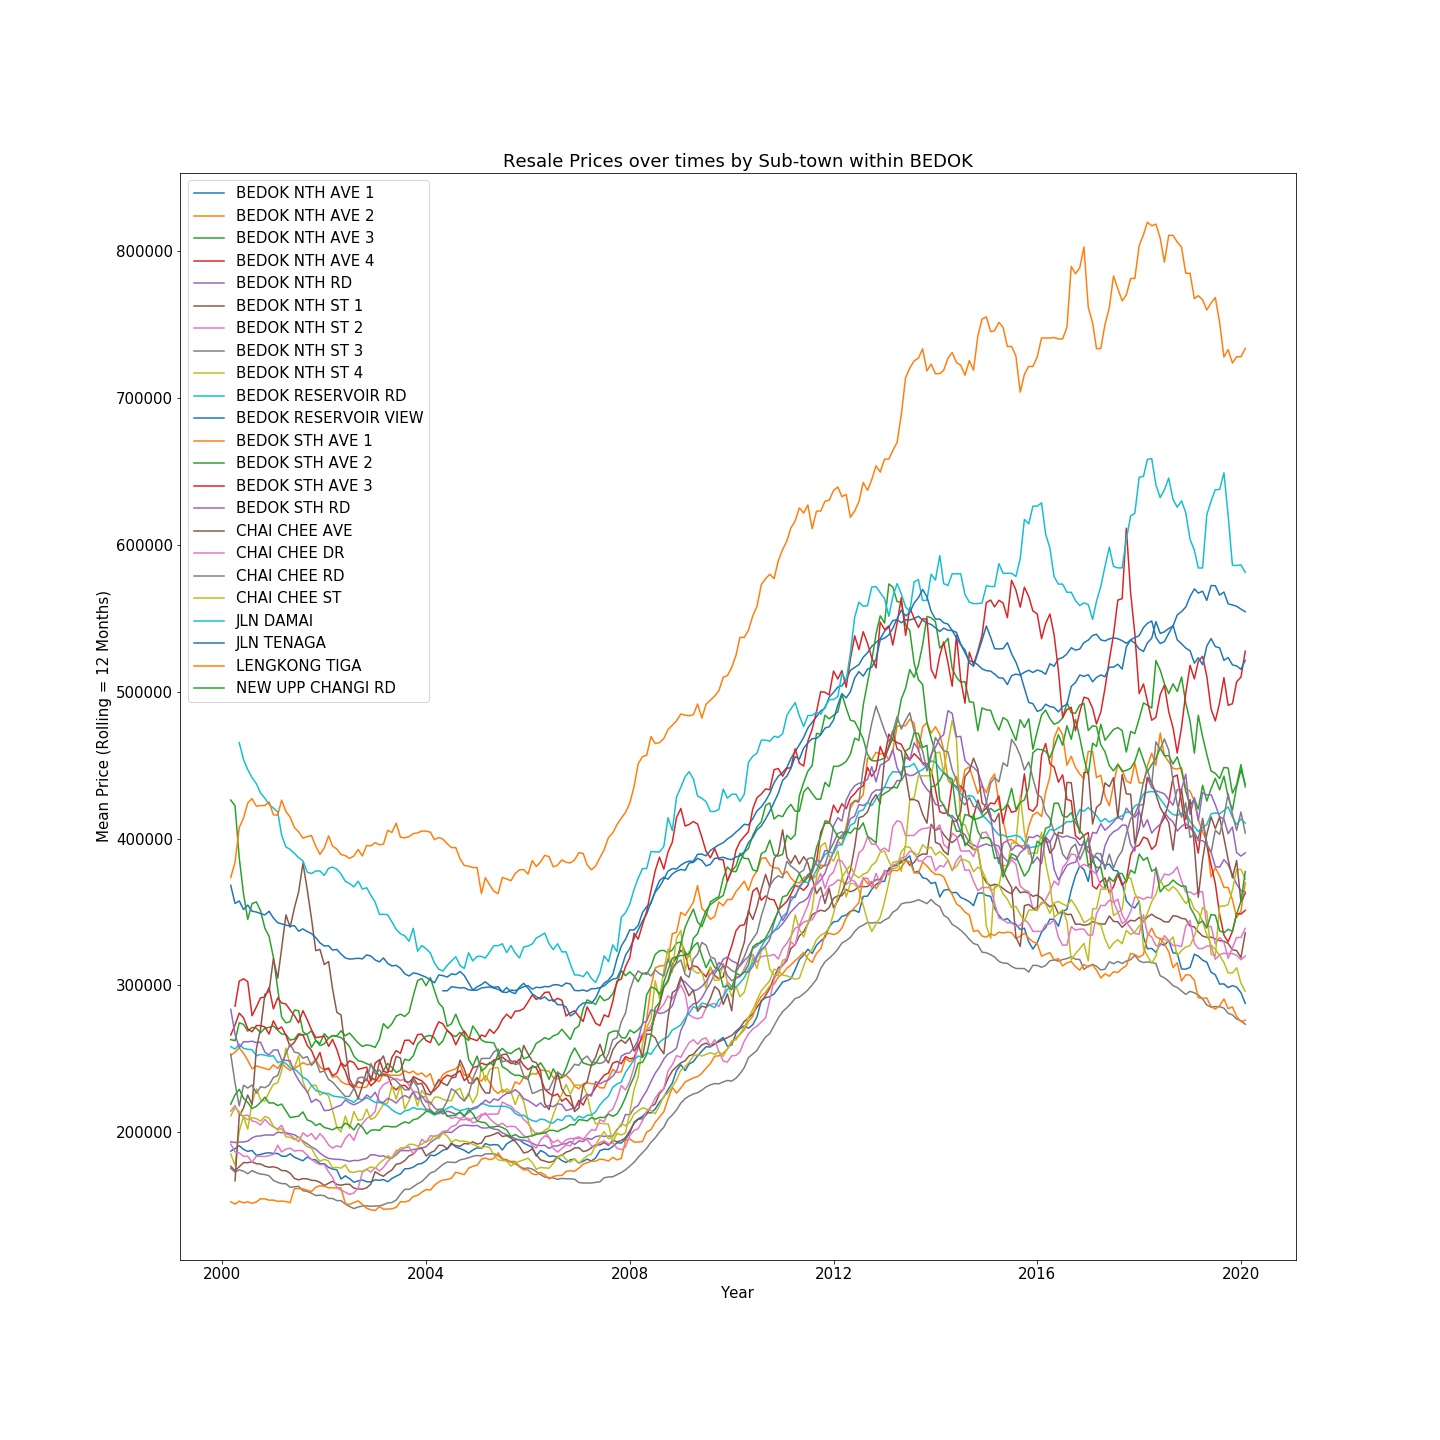 Resale Prices over times by Sub-town within BEDOK
BEDOK NTH AVE 1
BEDOK NTH AVE 2
BEDOK NTH AVE 3
BEDOK NTH AVE 4
BEDOK NTH RD
BEDOK NTH ST 1
BEDOK NTH ST 2
BEDOK NTH ST 3
BEDOK NTH ST 4
BEDOK RESERVOIR RD
BEDOK RESERVOIR VIEW
BEDOK STH AVE 1
BEDOK STH AVE 2
BEDOK STH AVE 3
BEDOK STH RD
CHAI CHEE AVE
CHAI CHEE DR
CHAI CHEE RD
CHAI CHEE ST
JLN DAMAI
JLN TENAGA
LENGKONG TIGA
NEW UPP CHANGI RD
Mean Price (Rolling = 12 Months)
800000
700000
600000
500000
400000
300000
200000
2000 2004 2008 2012 2016 2020
Year